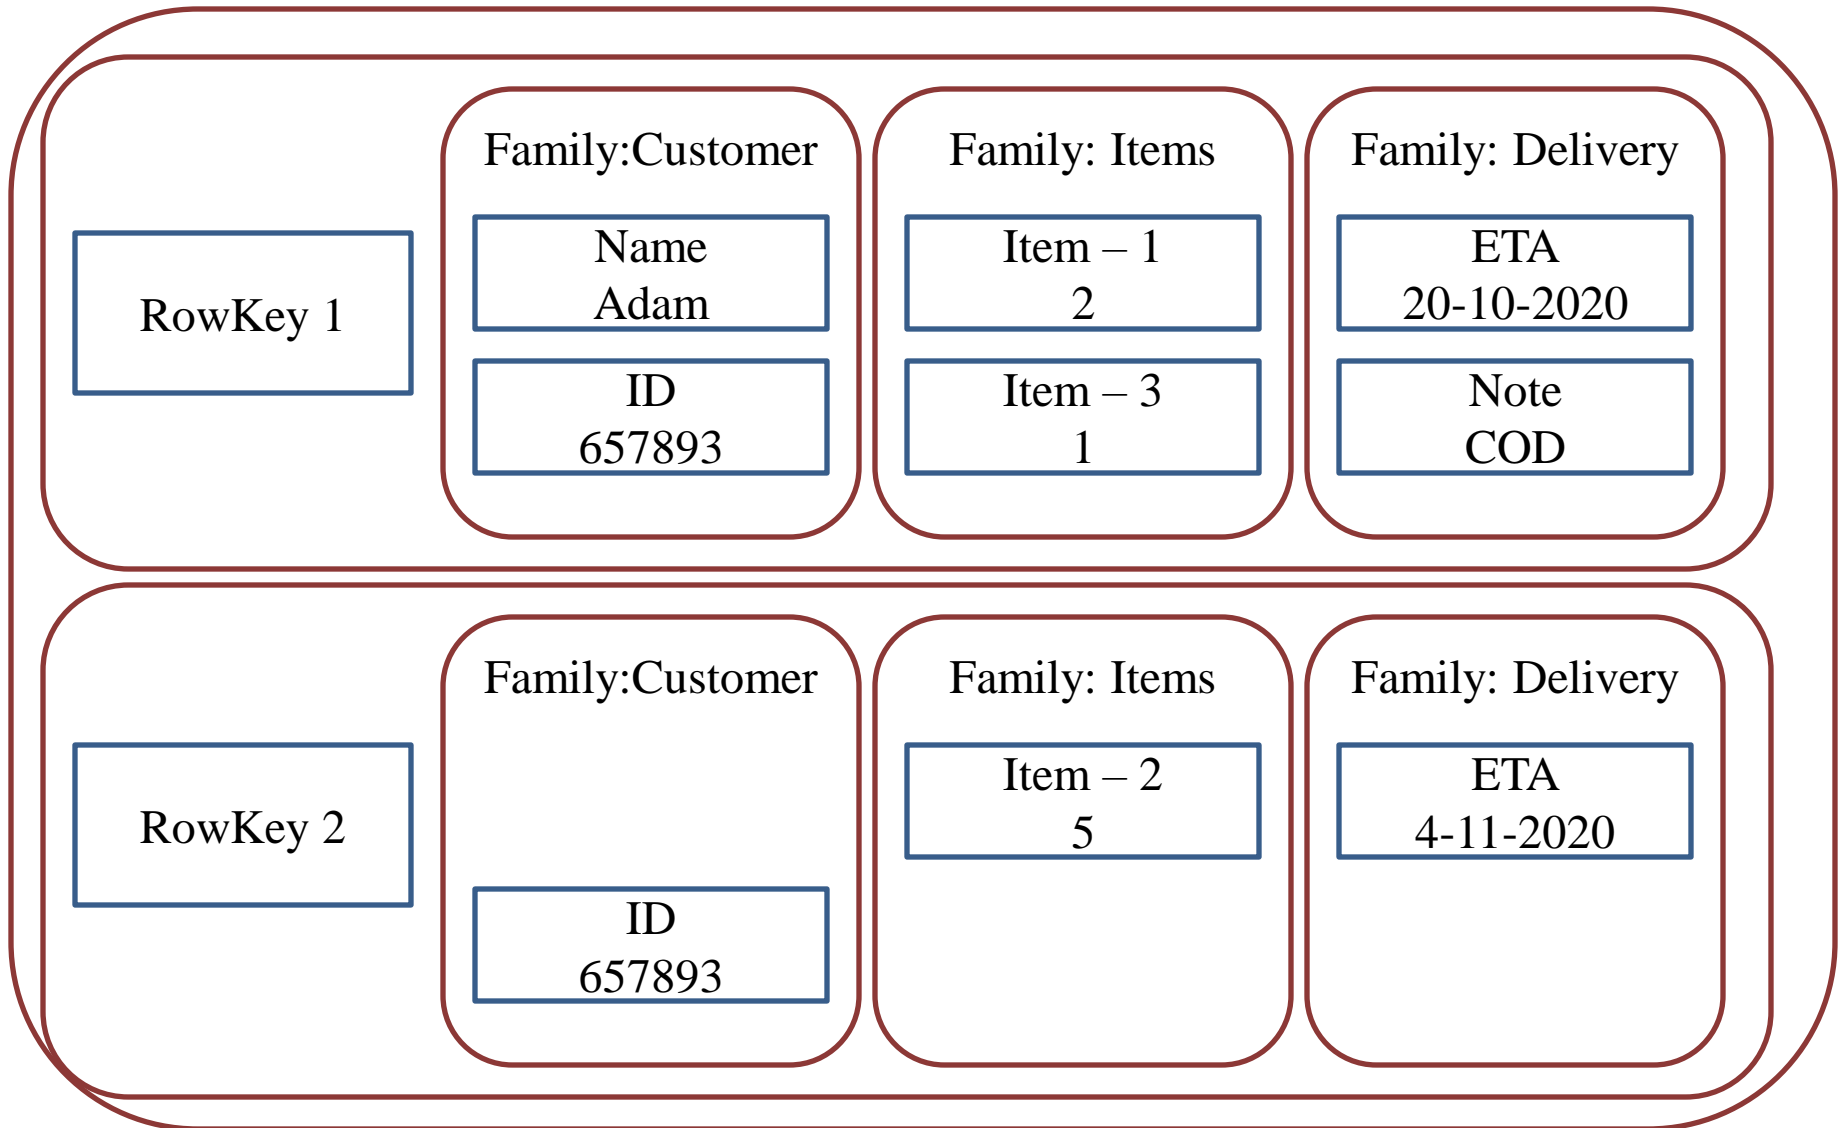 RowKey 1
Family:Customer
Name
Adam
ID
657893
Family: Items
Item – 1
2
Item – 3
1
Family: Delivery
ETA
20-10-2020
Note
COD
RowKey 2
Family:Customer
ID
657893
Family: Items
Item – 2
5
Family: Delivery
ETA
4-11-2020